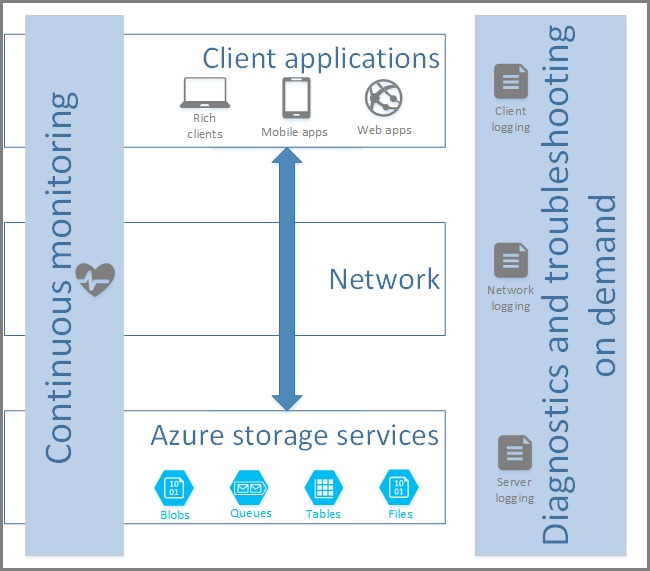 Continuous monitoring
Client applications
Rich
clients
Mobile apps
Web apps
Network
Azure storage services
Blobs
Queues
Tables
Files
Client
logging
Network
logging
Server
logging
Diagnostics and troubleshooting
on demand
10
01
10
01